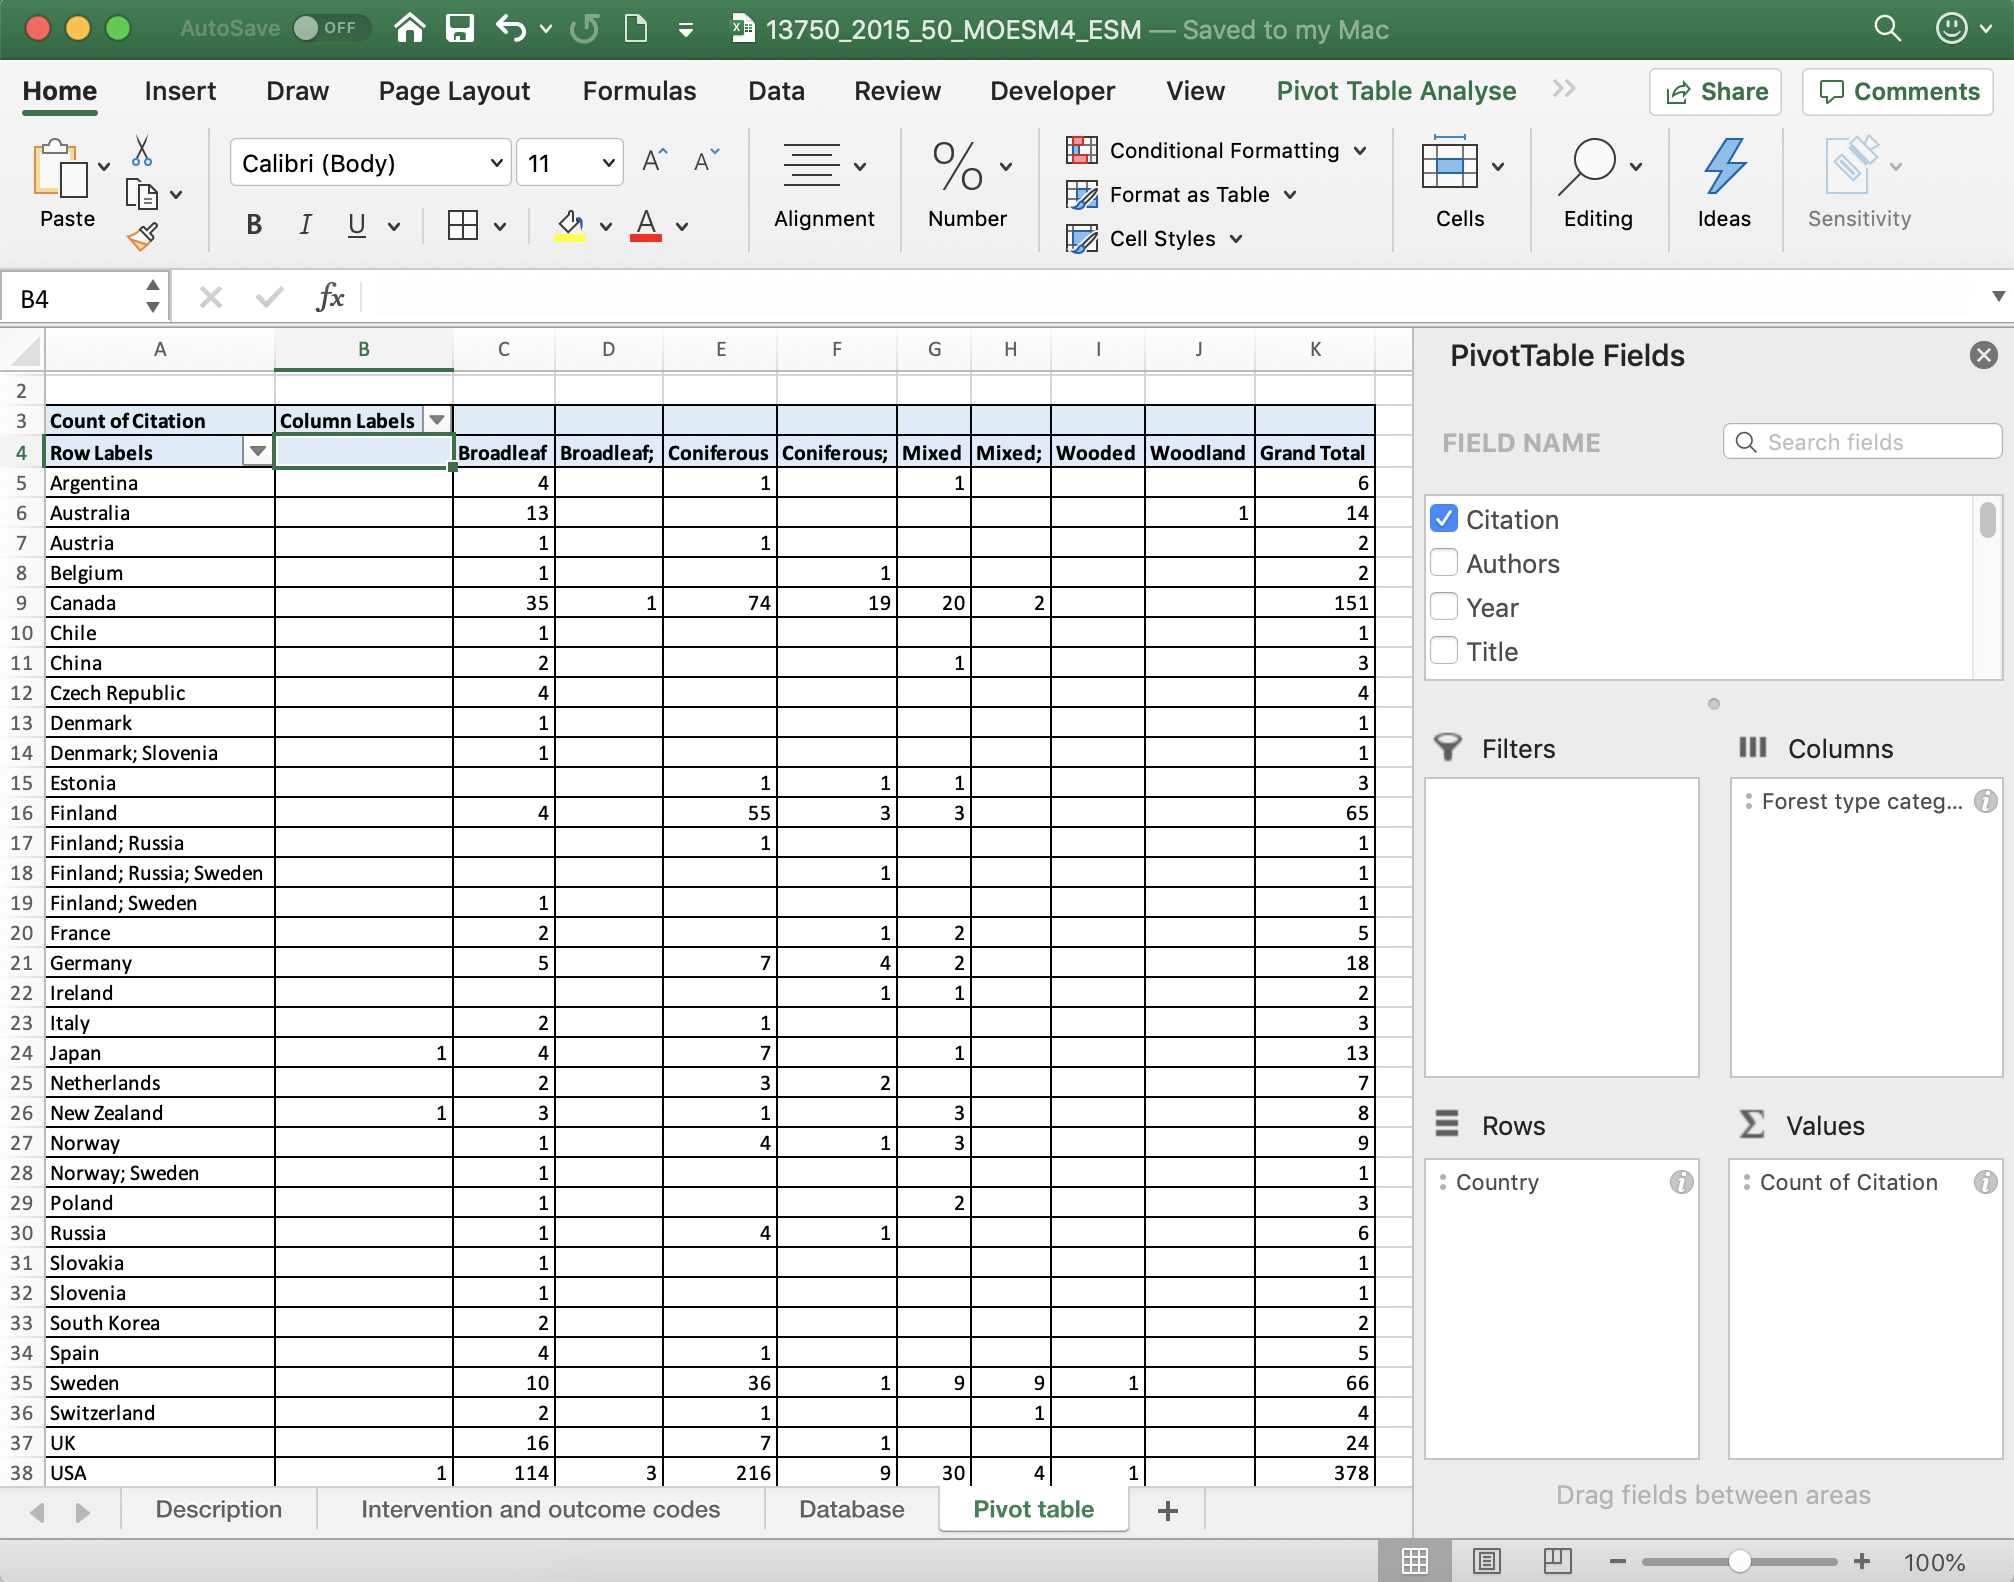 AutoSave OFF 13750_2015_50_MOESM4_ESM — Saved to my Mac
Home Insert Draw Page Layout Formulas Data Review Developer View Pivot Table Analyse >> Share Comments
Paste Calibri (Body) 11 A^ A˅ Alignment % Number Conditional Formatting Cells Editing Ideas Sensitivity
Format as Table
B I U A Cell Styles
B4 fx
A B C D E F G H I J K
2
3 Count of Citation Column Labels
4 Row Labels Broadleaf Broadleaf; Coniferous Coniferous; Mixed Mixed; Wooded Woodland Grand Total
5 Argentina 4 1 1 6
6 Australia 13 1 14
7 Austria 1 1 2
8 Belgium 1 1 2
9 Canada 35 1 74 19 20 2 151
10 Chile 1 1
11 China 2 1 3
12 Czech Republic 4 4
13 Denmark 1 1
14 Denmark; Slovenia 1 1
15 Estonia 1 1 1 3
16 Finland 4 55 3 3 65
17 Finland; Russia 1 1
18 Finland; Russia; Sweden 1 1
19 Finland; Sweden 1 1
20 France 2 1 2 5
21 Germany 5 7 4 2 18
22 Ireland 1 1 2
23 Italy 2 1 3
24 Japan 1 4 7 1 13
25 Netherlands 2 3 2 7
26 New Zealand 1 3 1 3 8
27 Norway 1 4 1 3 9
28 Norway; Sweden 1 1
29 Poland 1 2 3
30 Russia 1 4 1 6
31 Slovakia 1 1
32 Slovenia 1 1
33 South Korea 2 2
34 Spain 4 1 5
35 Sweden 10 36 1 9 9 1 66
36 Switzerland 2 1 1 4
37 UK 16 7 1 24
38 USA 1 114 3 216 9 30 4 1 378
PivotTable Fields
FIELD NAME Search fields
Citation
Authors
Year
Title
Filters Columns
Forest type categ...
Rows Σ Values
Country Count of Citation
Drag fields between areas
Description Intervention and outcome codes Database Pivot table +
− + 100%